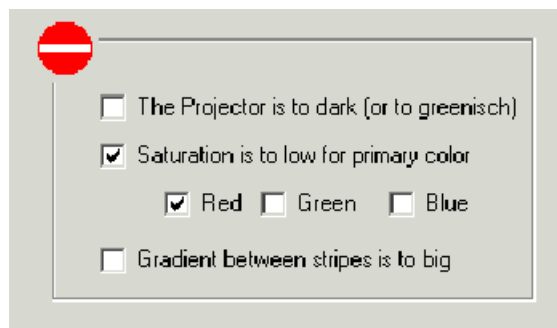 The Projector is to dark (or to greenisch)
Saturation is to low for primary color
Red Green Blue
Gradient between stripes is to big